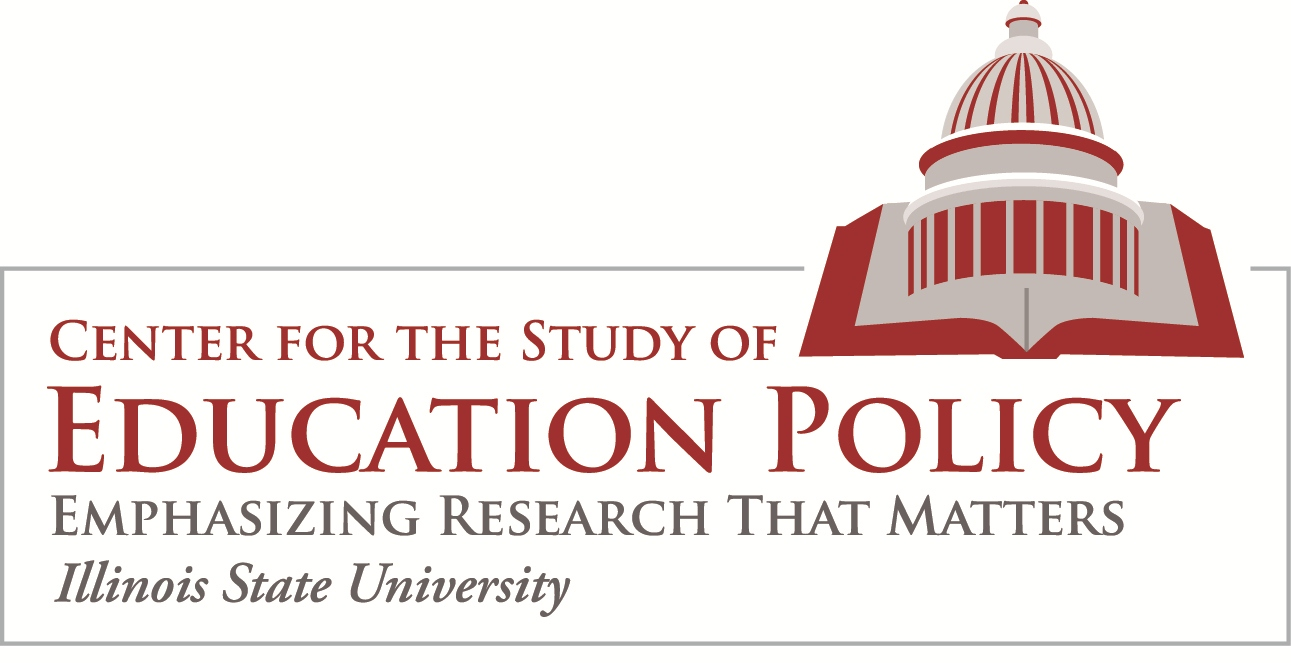 Center for the Study of
Education Policy
Emphasizing Research That Matters
Illinois State University